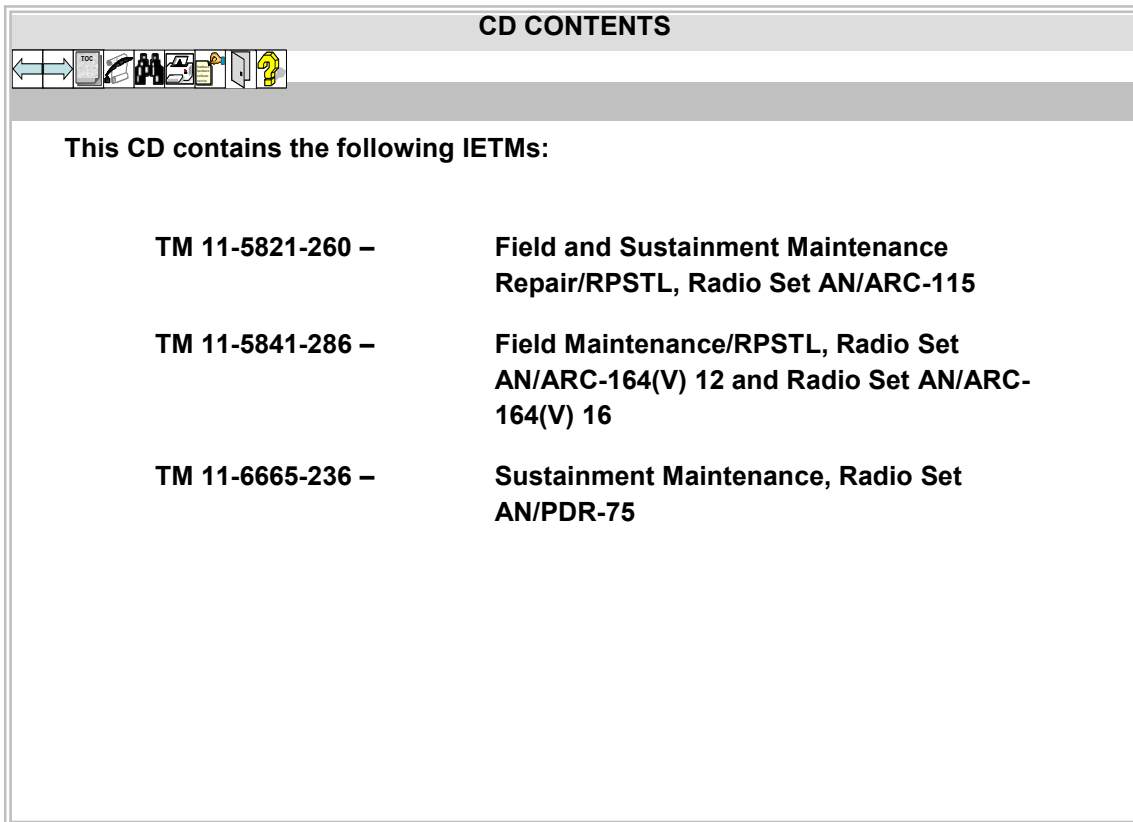 CD CONTENTS
TOC
This CD contains the following IETMs:
TM 11-5821-260 – Field and Sustainment Maintenance
Repair/RPSTL, Radio Set AN/ARC-115
TM 11-5841-286 – Field Maintenance/RPSTL, Radio Set
AN/ARC-164(V) 12 and Radio Set AN/ARC-
164(V) 16
TM 11-6665-236 – Sustainment Maintenance, Radio Set
AN/PDR-75